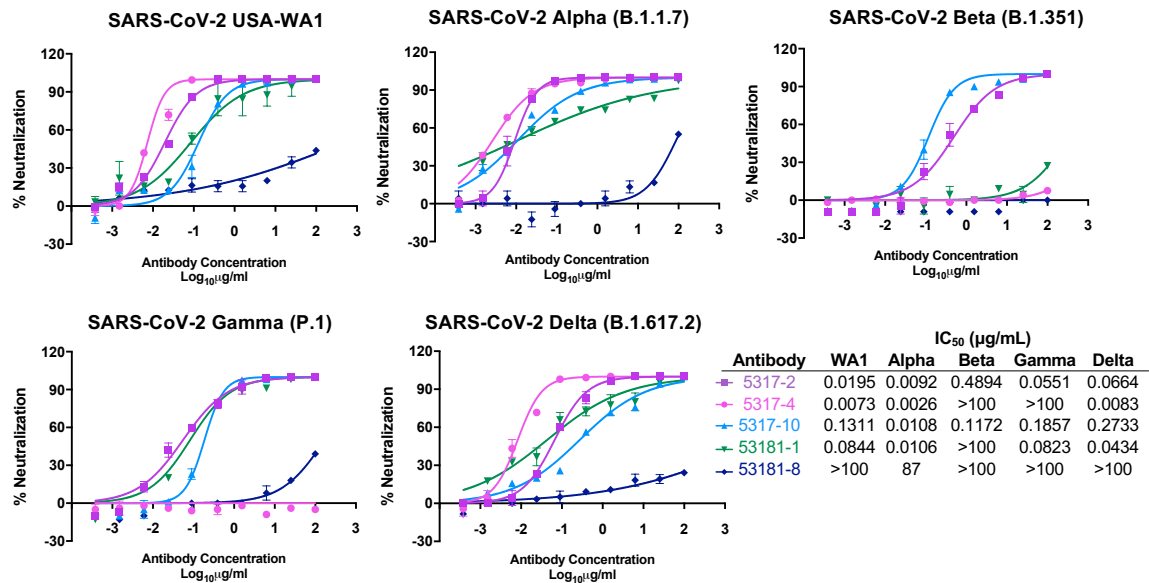 SARS-CoV-2 USA-WA1
120
90
60
30
0
-30
% Neutralization
-3 -2 -1 0 1 2 3
Antibody Concentration
Log10µg/ml
SARS-CoV-2 Alpha (B.1.1.7)
120
90
60
30
0
-30
% Neutralization
-3 -2 -1 0 1 2 3
Antibody Concentration
Log10µg/ml
SARS-CoV-2 Beta (B.1.351)
120
90
60
30
0
-30
% Neutralization
-3 -2 -1 0 1 2 3
Antibody Concentration
Log10µg/ml
SARS-CoV-2 Gamma (P.1)
120
90
60
30
0
-30
% Neutralization
-3 -2 -1 0 1 2 3
Antibody Concentration
Log10µg/ml
SARS-CoV-2 Delta (B.1.617.2)
120
90
60
30
0
-30
% Neutralization
-3 -2 -1 0 1 2 3
Antibody Concentration
Log10µg/ml
IC50 (µg/mL)
Antibody WA1 Alpha Beta Gamma Delta
5317-2 0.0195 0.0092 0.4894 0.0551 0.0664
5317-4 0.0073 0.0026 >100 >100 0.0083
5317-10 0.1311 0.0108 0.1172 0.1857 0.2733
53181-1 0.0844 0.0106 >100 0.0823 0.0434
53181-8 >100 87 >100 >100 >100